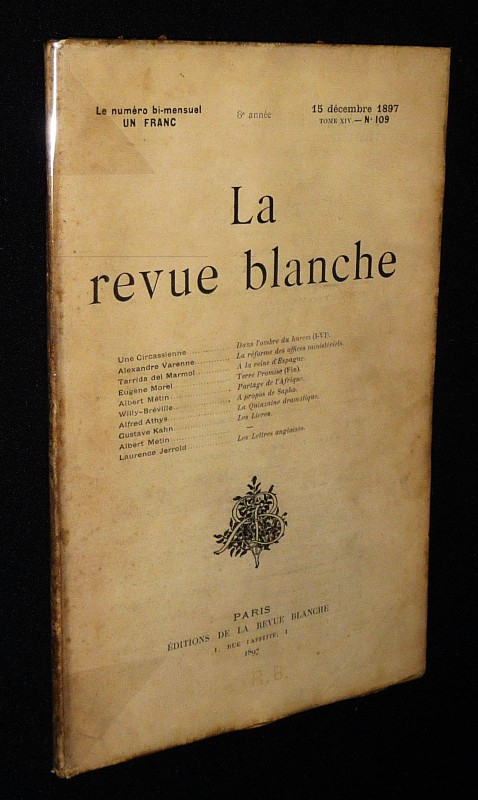 Le numéro bi-mensuel
UN FRANC
6e année
15 décembre 1897
TOME XIV. — No 109
La
revue blanche
Une Circassienne .......... Dans l'ombre du harem (I-VI).
Alexandre Varenne .......... La réforme des offices ministériels.
Tarrida del Marmol .......... A la reine d'Espagne.
Eugène Morel .......... Terre Promise (Fin).
Albert Métin .......... Partage de l'Afrique.
Willy-Bréville .......... A propos de Sapho.
Alfred Athys .......... La Quinzaine dramatique.
Gustave Kahn .......... Les Livres.
Albert Métin .......... —
Laurence Jerrold .......... Les Lettres anglaises.
RB
PARIS
ÉDITIONS DE LA REVUE BLANCHE
1, RUE LAFFITTE, 1
1897
R. B.